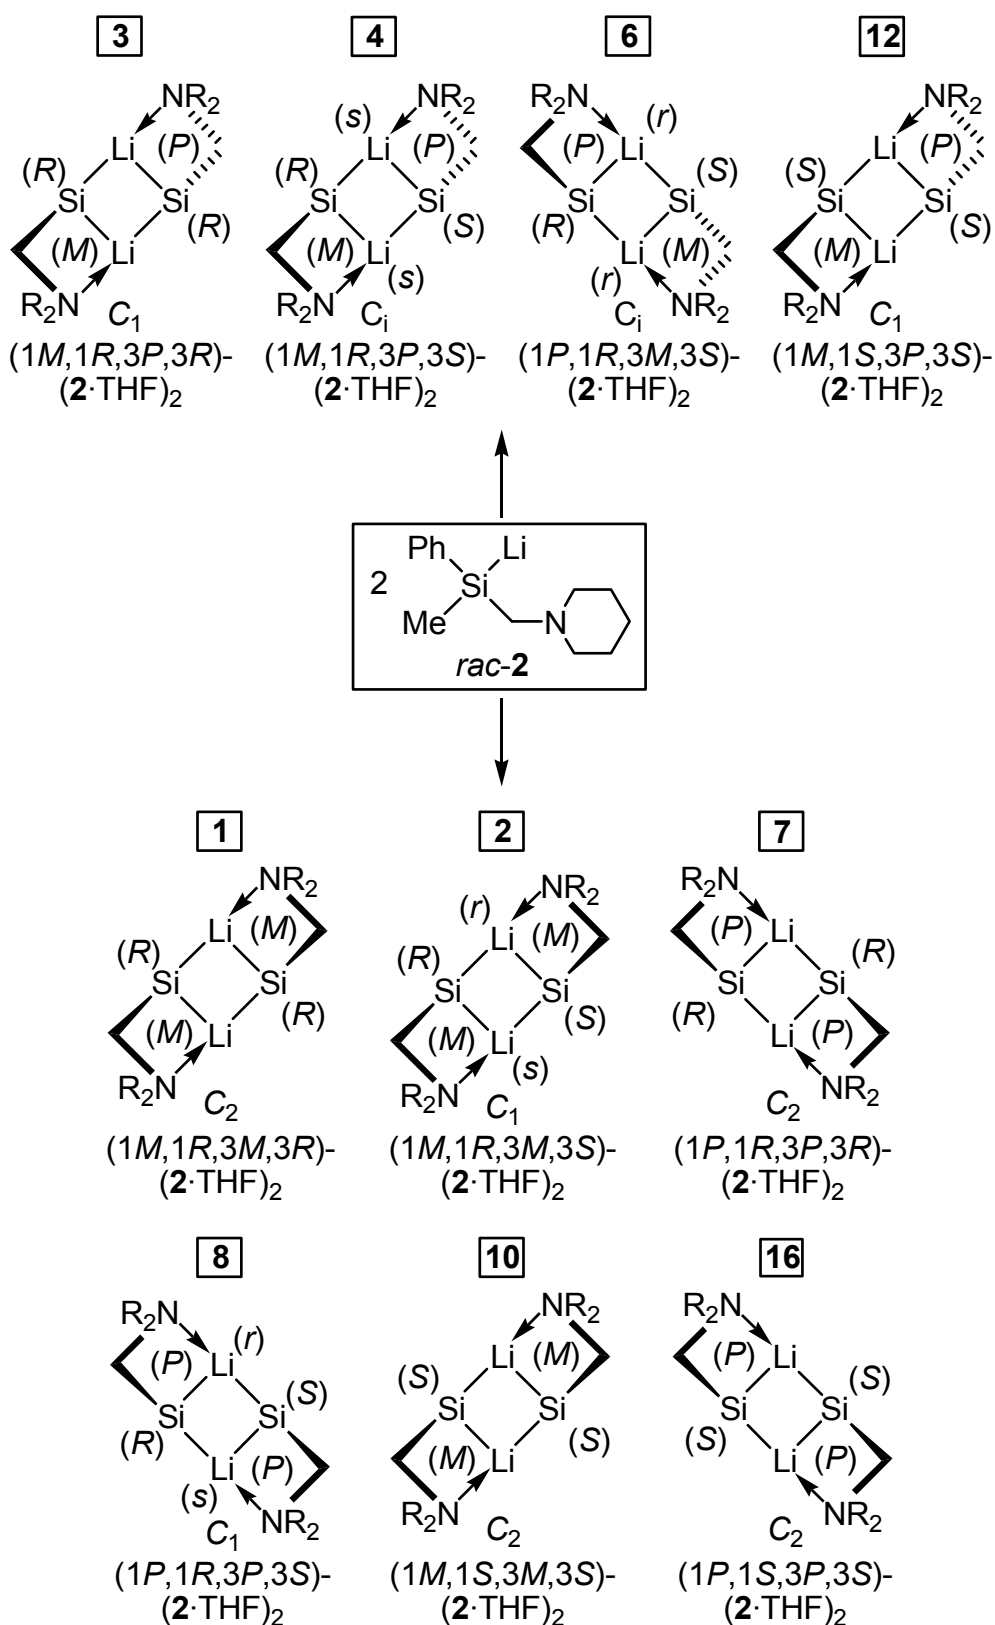 3 4 6 12
NR2 NR2 R2N NR2
(s) (r)
Li (P) Li (P) (P) Li Li (P)
(R) (R) (S) (S)
Si Si Si Si Si Si Si Si
(R) (S) (R) (S)
(M) Li (M) Li Li (M) (M) Li
(s) (r)
R2N R2N NR2 R2N
C1 Ci Ci C1
(1M,1R,3P,3R)- (1M,1R,3P,3S)- (1P,1R,3M,3S)- (1M,1S,3P,3S)-
(2·THF)2 (2·THF)2 (2·THF)2 (2·THF)2
Ph Li
2 Si
Me N
rac-2
1 2 7
NR2 NR2 R2N
(r)
Li (M) Li (M) (P) Li
(R) (R) (R)
Si Si Si Si Si Si
(R) (S) (R)
(M) Li (M) Li Li (P)
(s)
R2N R2N NR2
C2 C1 C2
(1M,1R,3M,3R)- (1M,1R,3M,3S)- (1P,1R,3P,3R)-
(2·THF)2 (2·THF)2 (2·THF)2
8 10 16
R2N NR2 R2N
(r)
(P) Li Li (M) (P) Li
(S) (S) (S)
Si Si Si Si Si Si
(R) (S) (S)
Li (P) (M) Li Li (P)
(s)
NR2 R2N NR2
C1 C2 C2
(1P,1R,3P,3S)- (1M,1S,3M,3S)- (1P,1S,3P,3S)-
(2·THF)2 (2·THF)2 (2·THF)2